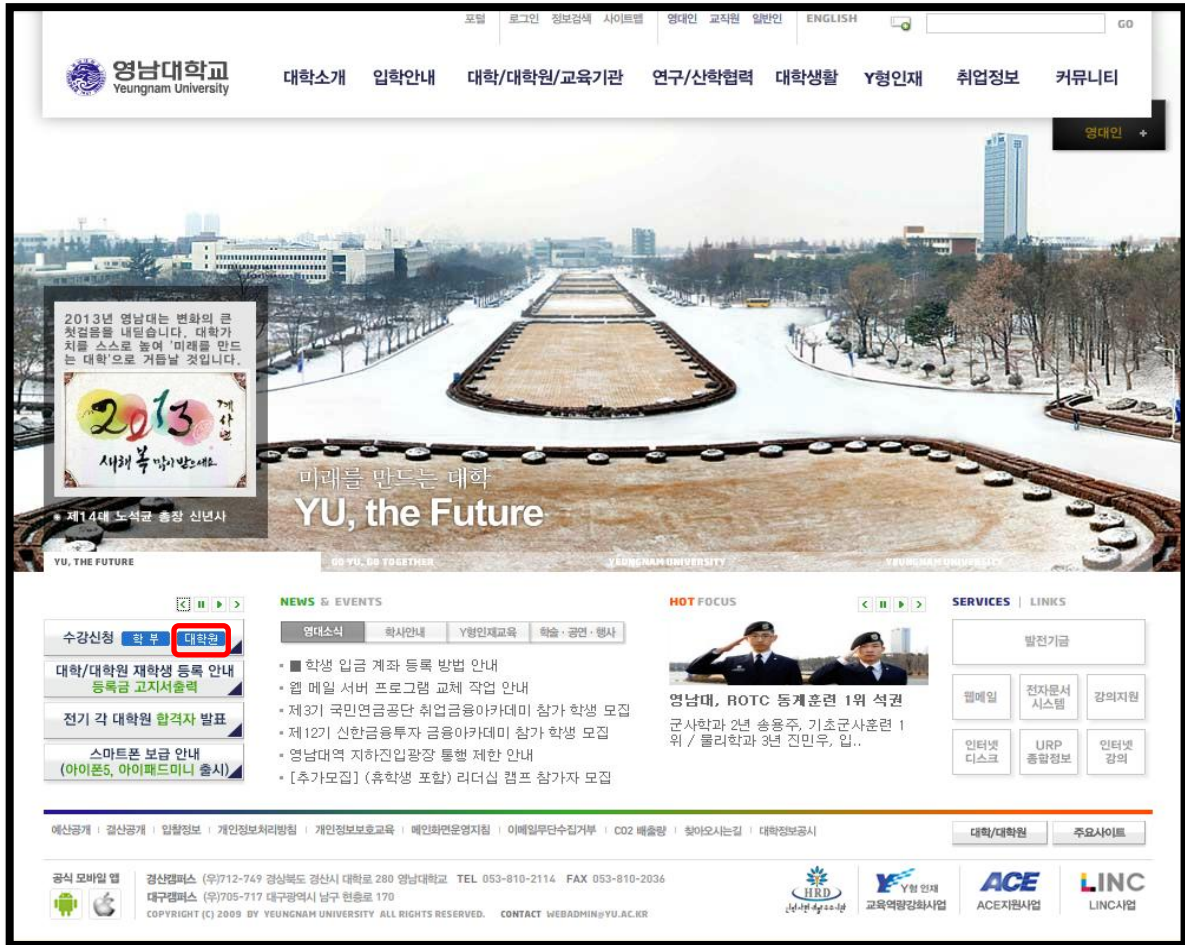 포털 로그인 정보검색 사이트맵 영대인 교직원 일반인 ENGLISH GO
영남대학교
Yeungnam University
대학소개 입학안내 대학/대학원/교육기관 연구/산학협력 대학생활 Y형인재 취업정보 커뮤니티
영대인 +
2013년 영남대는 변화의 큰
첫걸음을 내딛습니다. 대학가
치를 스스로 높여 '미래를 만드
는 대학'으로 거듭날 것입니다.
2013 계사년
새해 복 많이 받으세요
제14대 노석균 총장 신년사
미래를 만드는 대학
YU, the Future
YU, THE FUTURE GO YU, GO TOGETHER YEUNGNAM UNIVERSITY YEUNGNAM UNIVERSITY
수강신청 학 부 대학원
대학/대학원 재학생 등록 안내
등록금 고지서출력
전기 각 대학원 합격자 발표
스마트폰 보급 안내
(아이폰5, 아이패드미니 출시)
NEWS & EVENTS
영대소식 학사안내 Y형인재교육 학술·공연·행사
■ 학생 입금 계좌 등록 방법 안내
웹 메일 서버 프로그램 교체 작업 안내
제3기 국민연금공단 취업금융아카데미 참가 학생 모집
제12기 신한금융투자 금융아카데미 참가 학생 모집
영남대역 지하진입광장 통행 제한 안내
[추가모집] (휴학생 포함) 리더십 캠프 참가자 모집
HOT FOCUS
영남대, ROTC 동계훈련 1위 석권
군사학과 2년 송용주, 기초군사훈련 1
위 / 물리학과 3년 진민우, 입..
SERVICES | LINKS
발전기금
웹메일 전자문서 시스템 강의지원
인터넷 디스크 URP 종합정보 인터넷 강의
예산공개 결산공개 입찰정보 개인정보처리방침 개인정보보호교육 메인화면운영지침 이메일무단수집거부 CO2 배출량 찾아오시는길 대학정보공시
대학/대학원 주요사이트
공식 모바일 앱
경산캠퍼스 (우)712-749 경상북도 경산시 대학로 280 영남대학교 TEL 053-810-2114 FAX 053-810-2036
대구캠퍼스 (우)705-717 대구광역시 남구 현충로 170
COPYRIGHT (C) 2009 BY YEUNGNAM UNIVERSITY ALL RIGHTS RESERVED. CONTACT WEBADMIN@YU.AC.KR
HRD
Y형 인재
교육역량강화사업
ACE
ACE지원사업
LINC
LINC사업